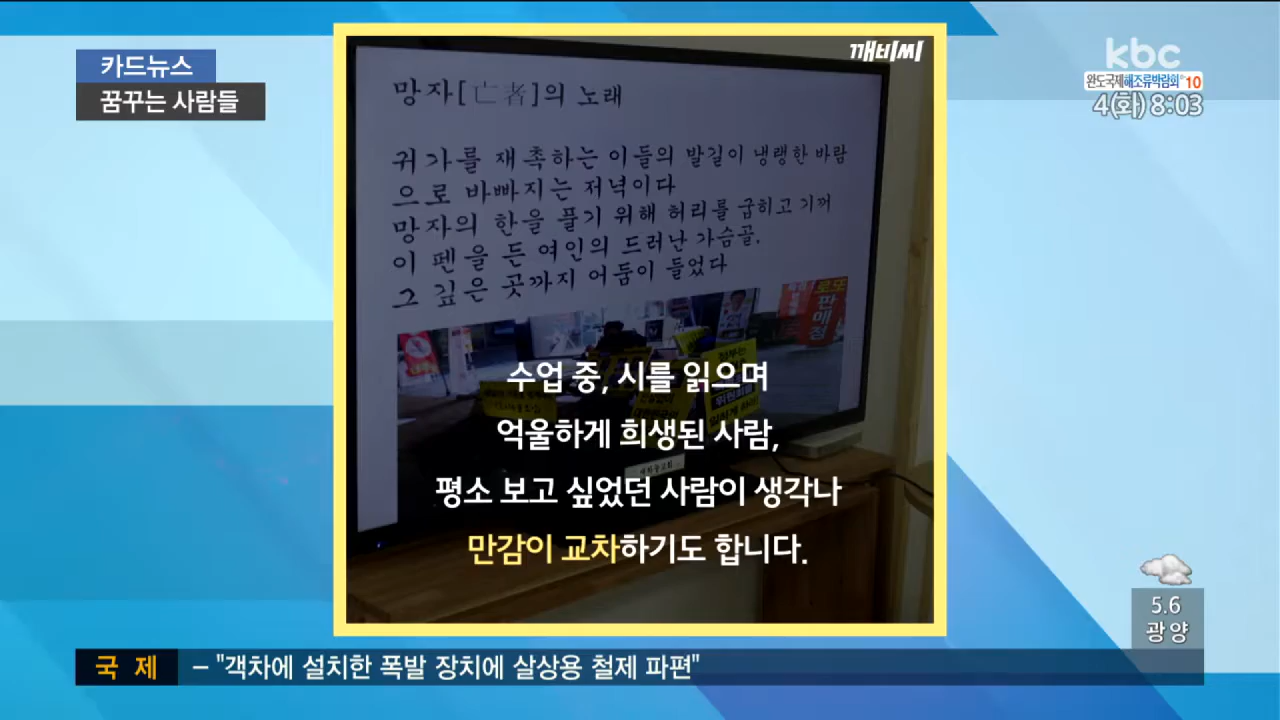 카드뉴스
꿈꾸는 사람들
깨비씨
kbc
완도국제해조류박람회 10
4(화) 8:03
망자[亡者]의 노래
귀가를 재촉하는 이들의 발길이 냉랭한 바람
으로 바빠지는 저녁이다
망자의 한을 풀기 위해 허리를 굽히고 기꺼
이 펜을 든 여인의 드러난 가슴골.
그 깊은 곳까지 어둠이 들었다
로또
판매점
수업 중, 시를 읽으며
억울하게 희생된 사람,
평소 보고 싶었던 사람이 생각나
만감이 교차하기도 합니다.
5.6
광양
국제 – "객차에 설치한 폭발 장치에 살상용 철제 파편"